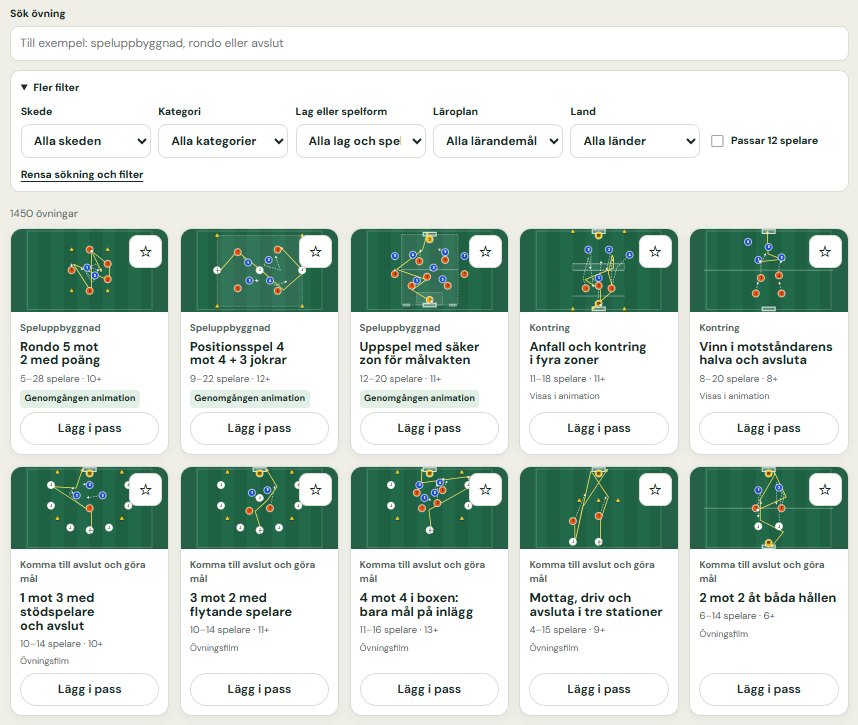 Sök övning
Till exempel: speluppbyggnad, rondo eller avslut
▼ Fler filter
Skede
Kategori
Lag eller spelform
Läroplan
Land
Alla skeden
Alla kategorier
Alla lag och spel
Alla lärandemål
Alla länder
Passar 12 spelare
Rensa sökning och filter
1450 övningar
Speluppbyggnad
Rondo 5 mot
2 med poäng
5–28 spelare · 10+
Genomgången animation
Lägg i pass
Speluppbyggnad
Positionsspel 4
mot 4 + 3 jokrar
9–22 spelare · 12+
Genomgången animation
Lägg i pass
Speluppbyggnad
Uppspel med säker
zon för målvakten
12–20 spelare · 11+
Genomgången animation
Lägg i pass
Kontring
Anfall och kontring
i fyra zoner
11–18 spelare · 11+
Visas i animation
Lägg i pass
Kontring
Vinn i motståndarens
halva och avsluta
8–20 spelare · 8+
Visas i animation
Lägg i pass
Komma till avslut och göra
mål
1 mot 3 med
stödspelare
och avslut
10–14 spelare · 10+
Övningsfilm
Lägg i pass
Komma till avslut och göra
mål
3 mot 2 med
flytande spelare
10–14 spelare · 11+
Övningsfilm
Lägg i pass
Komma till avslut och göra
mål
4 mot 4 i boxen:
bara mål på inlägg
11–16 spelare · 13+
Övningsfilm
Lägg i pass
Komma till avslut och göra
mål
Mottag, driv och
avsluta i tre stationer
4–15 spelare · 9+
Övningsfilm
Lägg i pass
Komma till avslut och göra
mål
2 mot 2 åt båda hållen
6–14 spelare · 6+
Övningsfilm
Lägg i pass